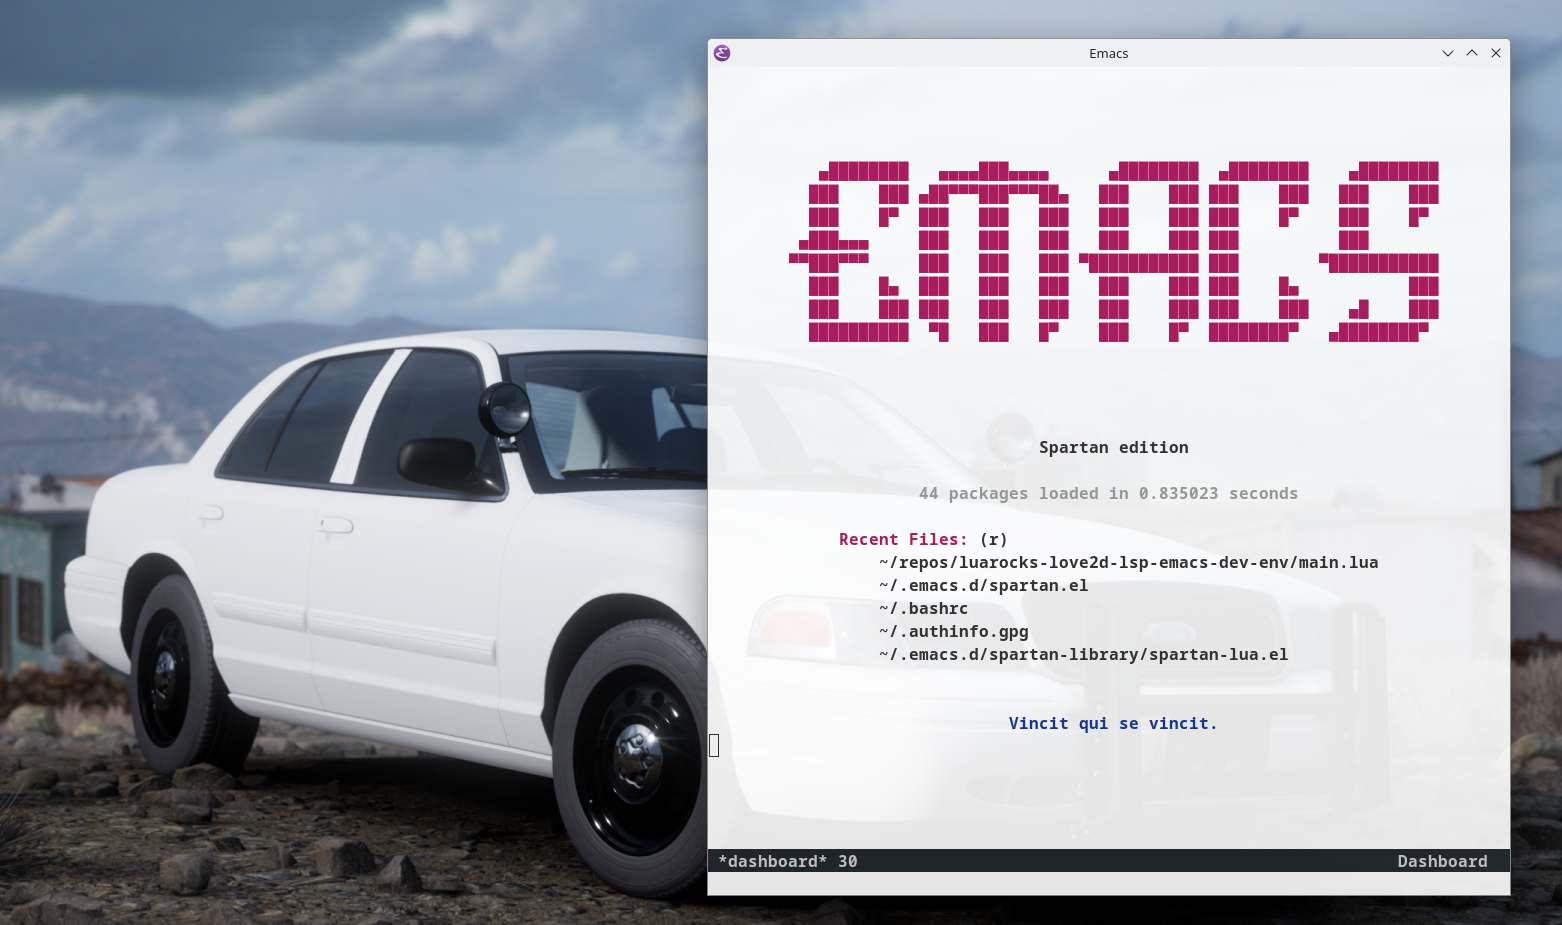 Emacs
EMACS
Spartan edition
44 packages loaded in 0.835023 seconds
Recent Files: (r)
~/repos/luarocks-love2d-lsp-emacs-dev-env/main.lua
~/.emacs.d/spartan.el
~/.bashrc
~/.authinfo.gpg
~/.emacs.d/spartan-library/spartan-lua.el
Vincit qui se vincit.
*dashboard* 30 Dashboard